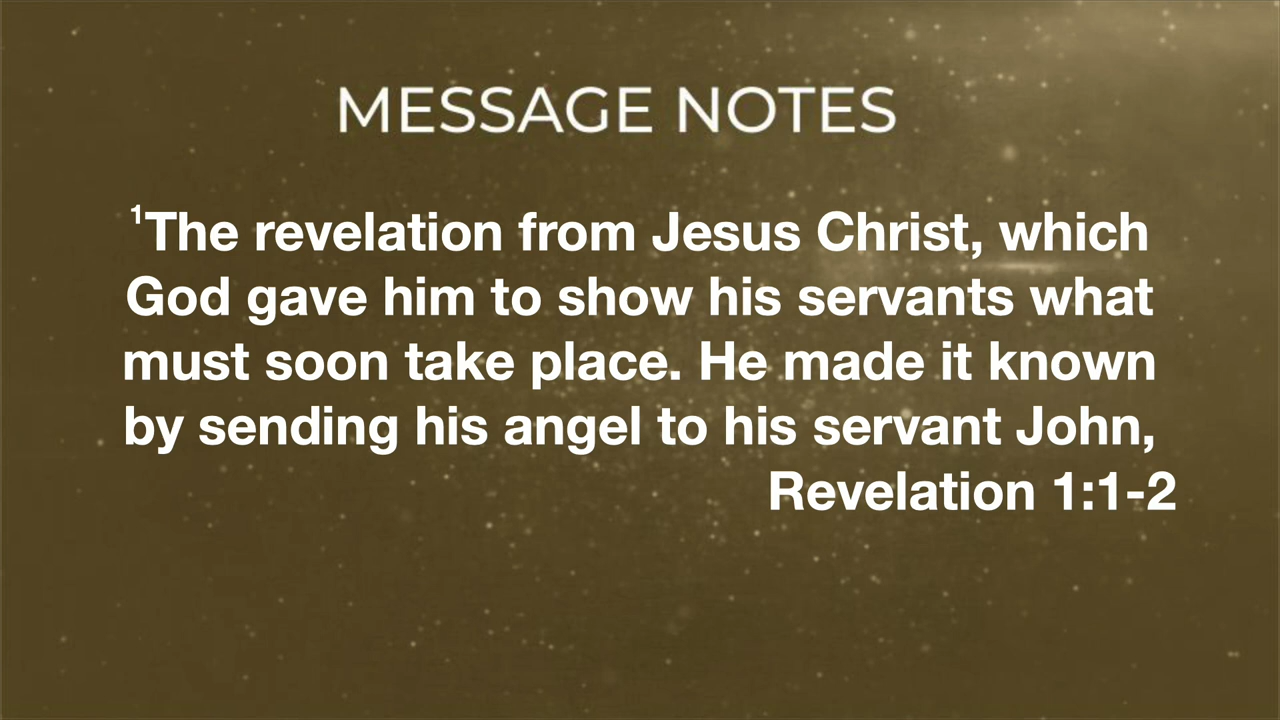 MESSAGE NOTES
¹The revelation from Jesus Christ, which
God gave him to show his servants what
must soon take place. He made it known
by sending his angel to his servant John,
Revelation 1:1-2